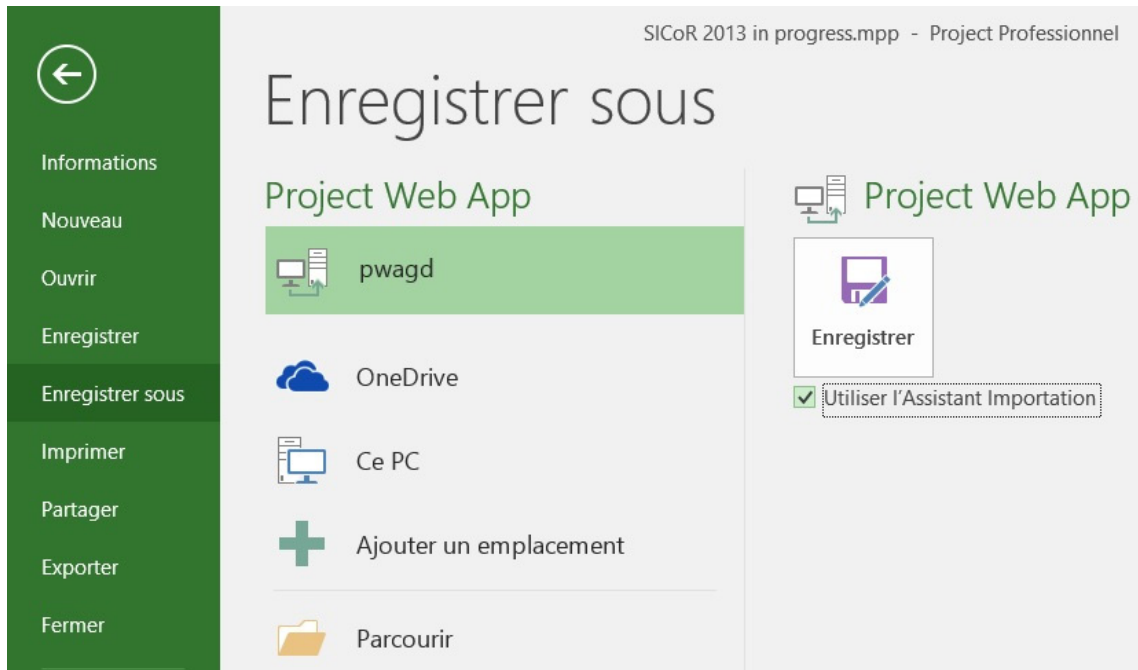 SICoR 2013 in progress.mpp - Project Professionnel
Enregistrer sous
Informations
Nouveau
Ouvrir
Enregistrer
Enregistrer sous
Imprimer
Partager
Exporter
Fermer
Project Web App
pwagd
OneDrive
Ce PC
Ajouter un emplacement
Parcourir
Project Web App
Enregistrer
Utiliser l'Assistant Importation